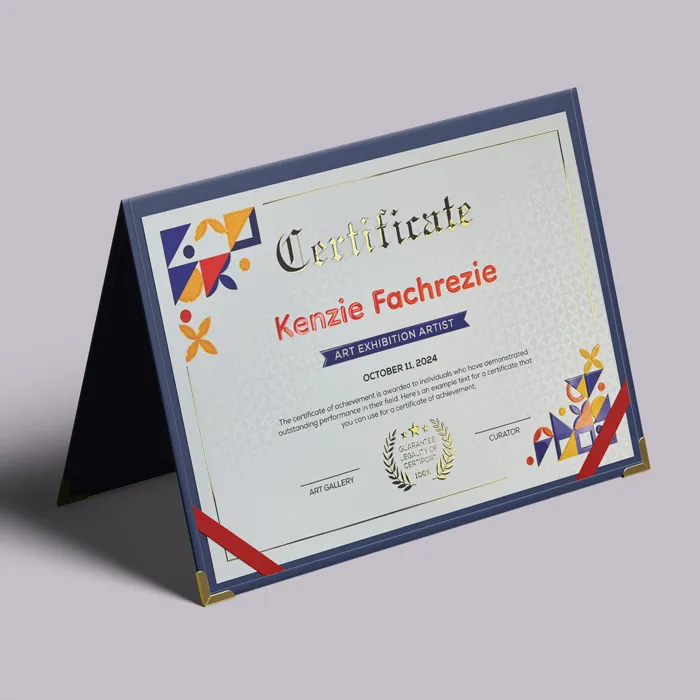 Certificate
Kenzie Fachrezie
ART EXHIBITION ARTIST
OCTOBER 11, 2024
The certificate of achievement is awarded to individuals who have demonstrated
outstanding performance in their field. Here's an example text for a certificate that
you can use for a certificate of achievement.
GUARANTEE
LEGALITY OF
CERTIPORT
100%
ART GALLERY
CURATOR